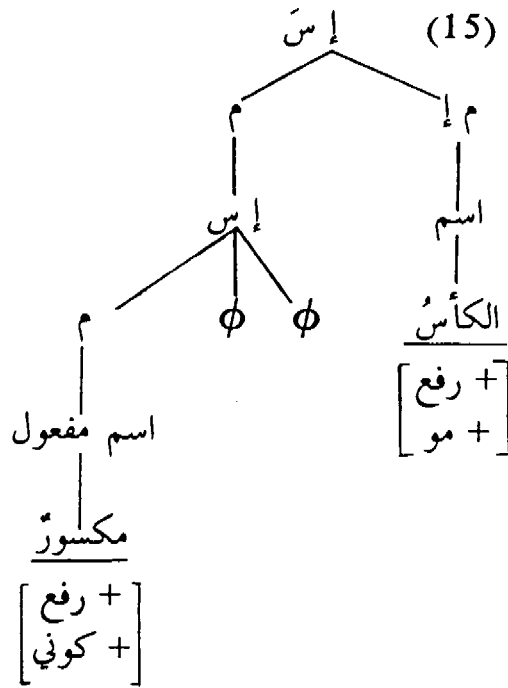 (15) إ سَ
م إ م
اسم إ س
الكأسُ ϕ ϕ م
+ رفع
+ مو
اسم مفعول
مكسورٌ
+ رفع
+ كوني